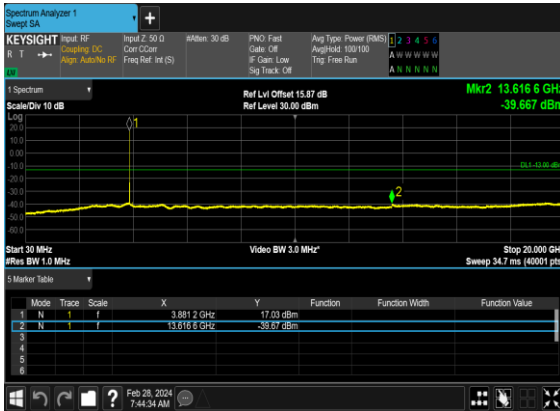 Spectrum Analyzer 1
Swept SA
KEYSIGHT Input: RF Input Z: 50 Ω #Atten: 30 dB PNO: Fast Avg Type: Power (RMS) 1 2 3 4 5 6
R T Coupling: DC Corr CCorr Gate: Off Avg|Hold: 100/100 A W W W W W
Align: Auto/No RF Freq Ref: Int (S) IF Gain: Low Trig: Free Run
Sig Track: Off A N N N N N
1 Spectrum
Ref Lvl Offset 15.87 dB Mkr2 13.616 6 GHz
Scale/Div 10 dB Ref Level 30.00 dBm -39.667 dBm
Log
20.0
10.0
0.00
-10.0
DL1 -13.00 dBm
-20.0
-30.0
-40.0
-50.0
-60.0
1
2
Start 30 MHz Video BW 3.0 MHz* Stop 20.000 GH
#Res BW 1.0 MHz Sweep 34.7 ms (40001 pts
5 Marker Table
Mode Trace Scale X Y Function Function Width Function Value
1 N 1 f 3.881 2 GHz 17.03 dBm
2 N 1 f 13.616 6 GHz -39.67 dBm
3
4
5
6
? Feb 28, 2024
7:44:34 AM